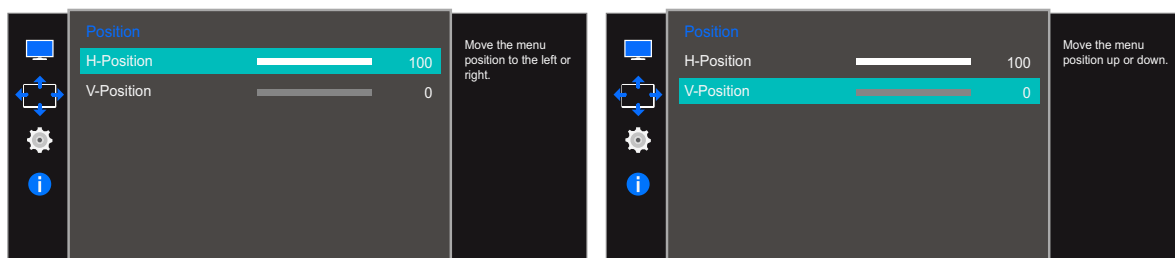 Position
H-Position 100
V-Position 0
Move the menu
position to the left or
right.
Position
H-Position 100
V-Position 0
Move the menu
position up or down.